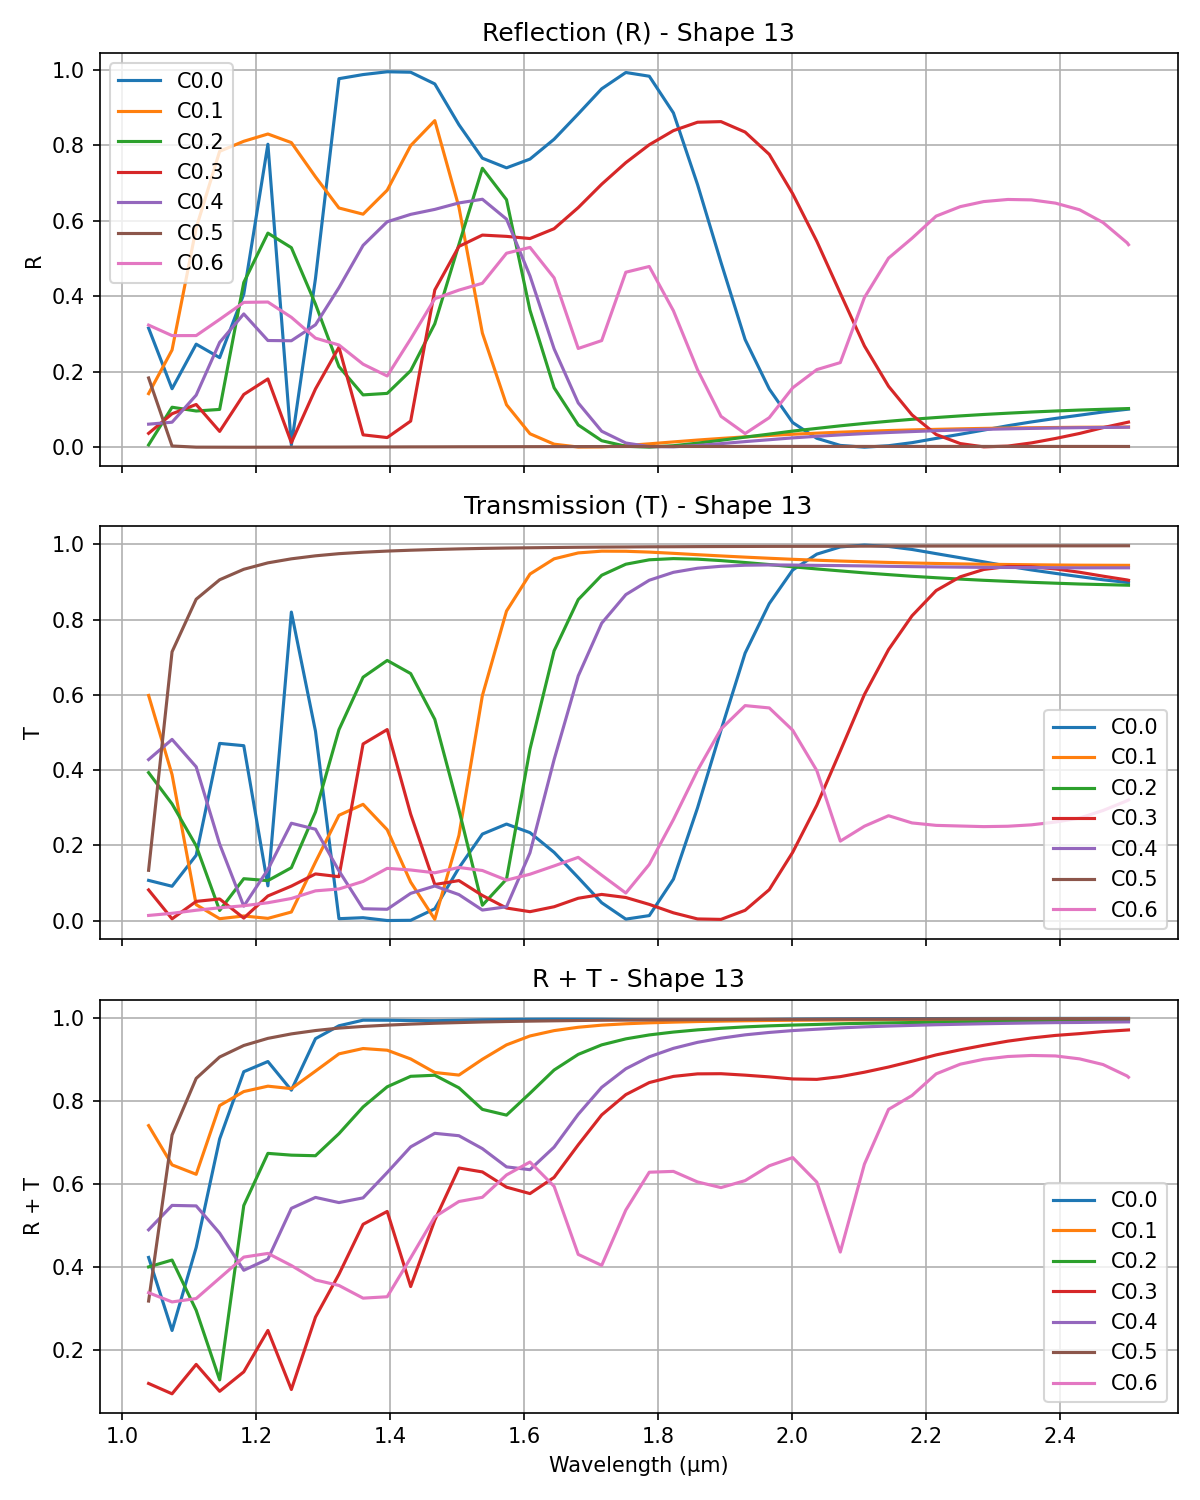 Reflection (R) - Shape 13
1.0
0.8
0.6
0.4
0.2
0.0
R
C0.0
C0.1
C0.2
C0.3
C0.4
C0.5
C0.6
Transmission (T) - Shape 13
1.0
0.8
0.6
0.4
0.2
0.0
T
C0.0
C0.1
C0.2
C0.3
C0.4
C0.5
C0.6
R + T - Shape 13
1.0
0.8
0.6
0.4
0.2
R + T
C0.0
C0.1
C0.2
C0.3
C0.4
C0.5
C0.6
1.0 1.2 1.4 1.6 1.8 2.0 2.2 2.4
Wavelength (μm)